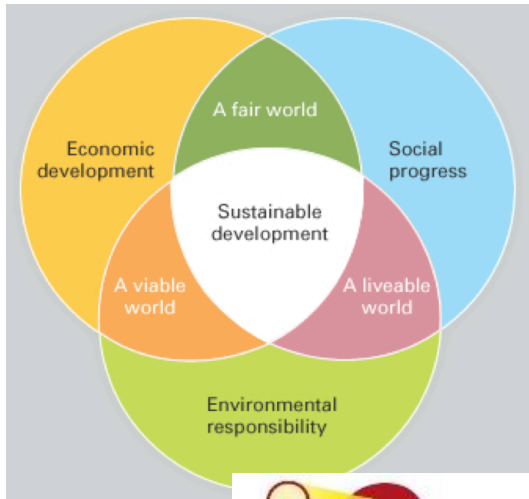 A fair world
Economic
development
Social
progress
Sustainable
development
A viable
world
A liveable
world
Environmental
responsibility